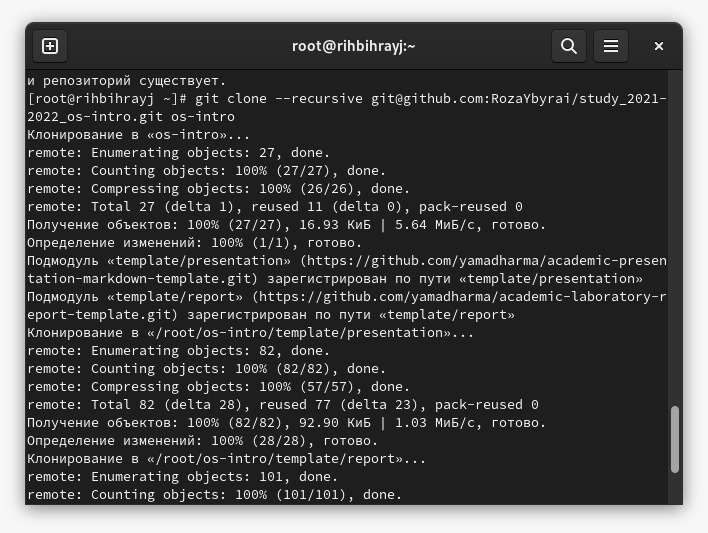 root@rihbihrayj:~
и репозиторий существует.
[root@rihbihrayj ~]# git clone --recursive git@github.com:RozaYbyrai/study_2021-
2022_os-intro.git os-intro
Клонирование в «os-intro»...
remote: Enumerating objects: 27, done.
remote: Counting objects: 100% (27/27), done.
remote: Compressing objects: 100% (26/26), done.
remote: Total 27 (delta 1), reused 11 (delta 0), pack-reused 0
Получение объектов: 100% (27/27), 16.93 КиБ | 5.64 МиБ/с, готово.
Определение изменений: 100% (1/1), готово.
Подмодуль «template/presentation» (https://github.com/yamadharma/academic-presen
tation-markdown-template.git) зарегистрирован по пути «template/presentation»
Подмодуль «template/report» (https://github.com/yamadharma/academic-laboratory-r
eport-template.git) зарегистрирован по пути «template/report»
Клонирование в «/root/os-intro/template/presentation»...
remote: Enumerating objects: 82, done.
remote: Counting objects: 100% (82/82), done.
remote: Compressing objects: 100% (57/57), done.
remote: Total 82 (delta 28), reused 77 (delta 23), pack-reused 0
Получение объектов: 100% (82/82), 92.90 КиБ | 1.03 МиБ/с, готово.
Определение изменений: 100% (28/28), готово.
Клонирование в «/root/os-intro/template/report»...
remote: Enumerating objects: 101, done.
remote: Counting objects: 100% (101/101), done.